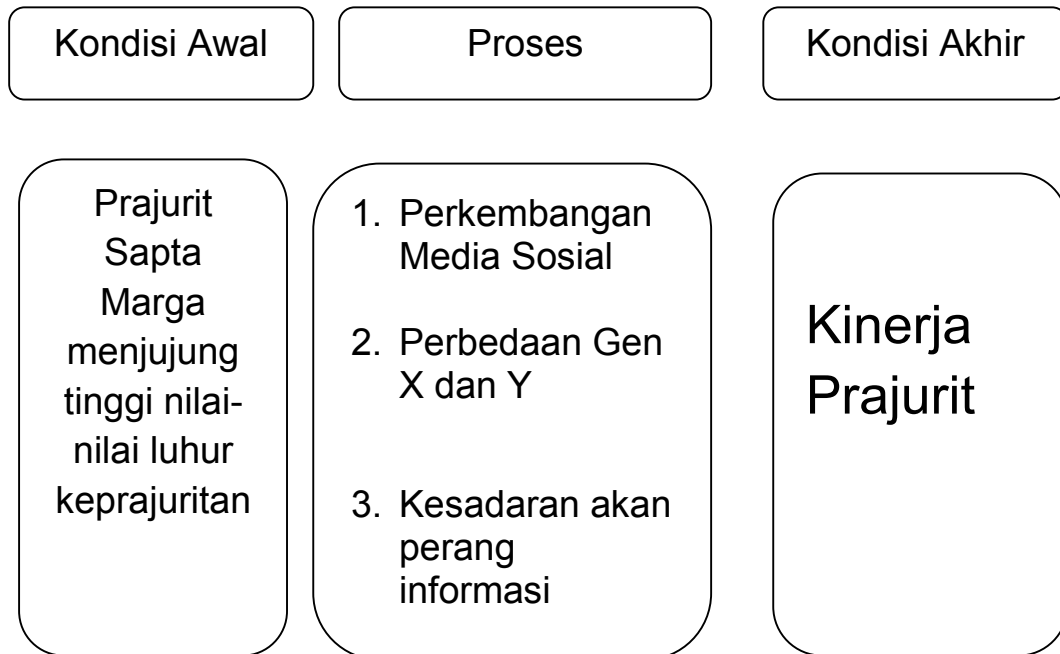 Kondisi Awal
Proses
Kondisi Akhir
Prajurit
Sapta
Marga
menjujung
tinggi nilai-
nilai luhur
keprajuritan
1. Perkembangan
Media Sosial
2. Perbedaan Gen
X dan Y
3. Kesadaran akan
perang
informasi
Kinerja
Prajurit